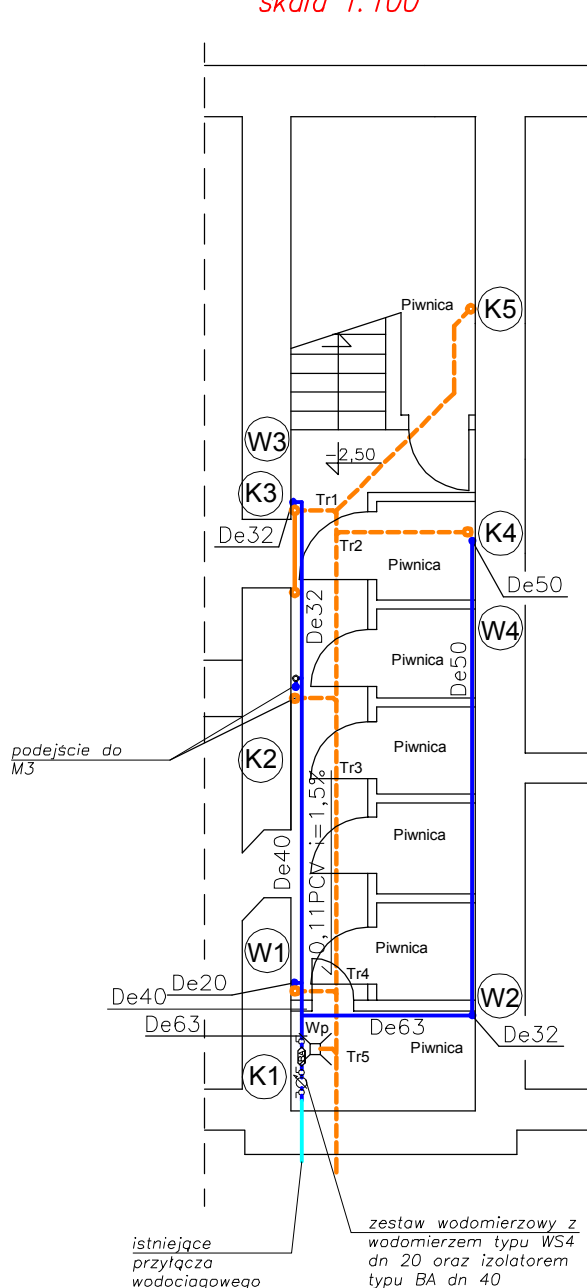 skala 1:100
Piwnica
K5
W3
-2,50
K3
Tr1
De32
Tr2
K4
Piwnica
De50
De32
W4
Piwnica
De50
podejście do
M3
K2
Piwnica
Tr3
Piwnica
De40
0,11PCV i=1,5%
W1
Piwnica
De20
Tr4
De40
W2
De63
Wp
De63
De32
Tr5
Piwnica
K1
BA
istniejące
przyłącza
wodociągowego
zestaw wodomierzowy z
wodomierzem typu WS4
dn 20 oraz izolatorem
typu BA dn 40